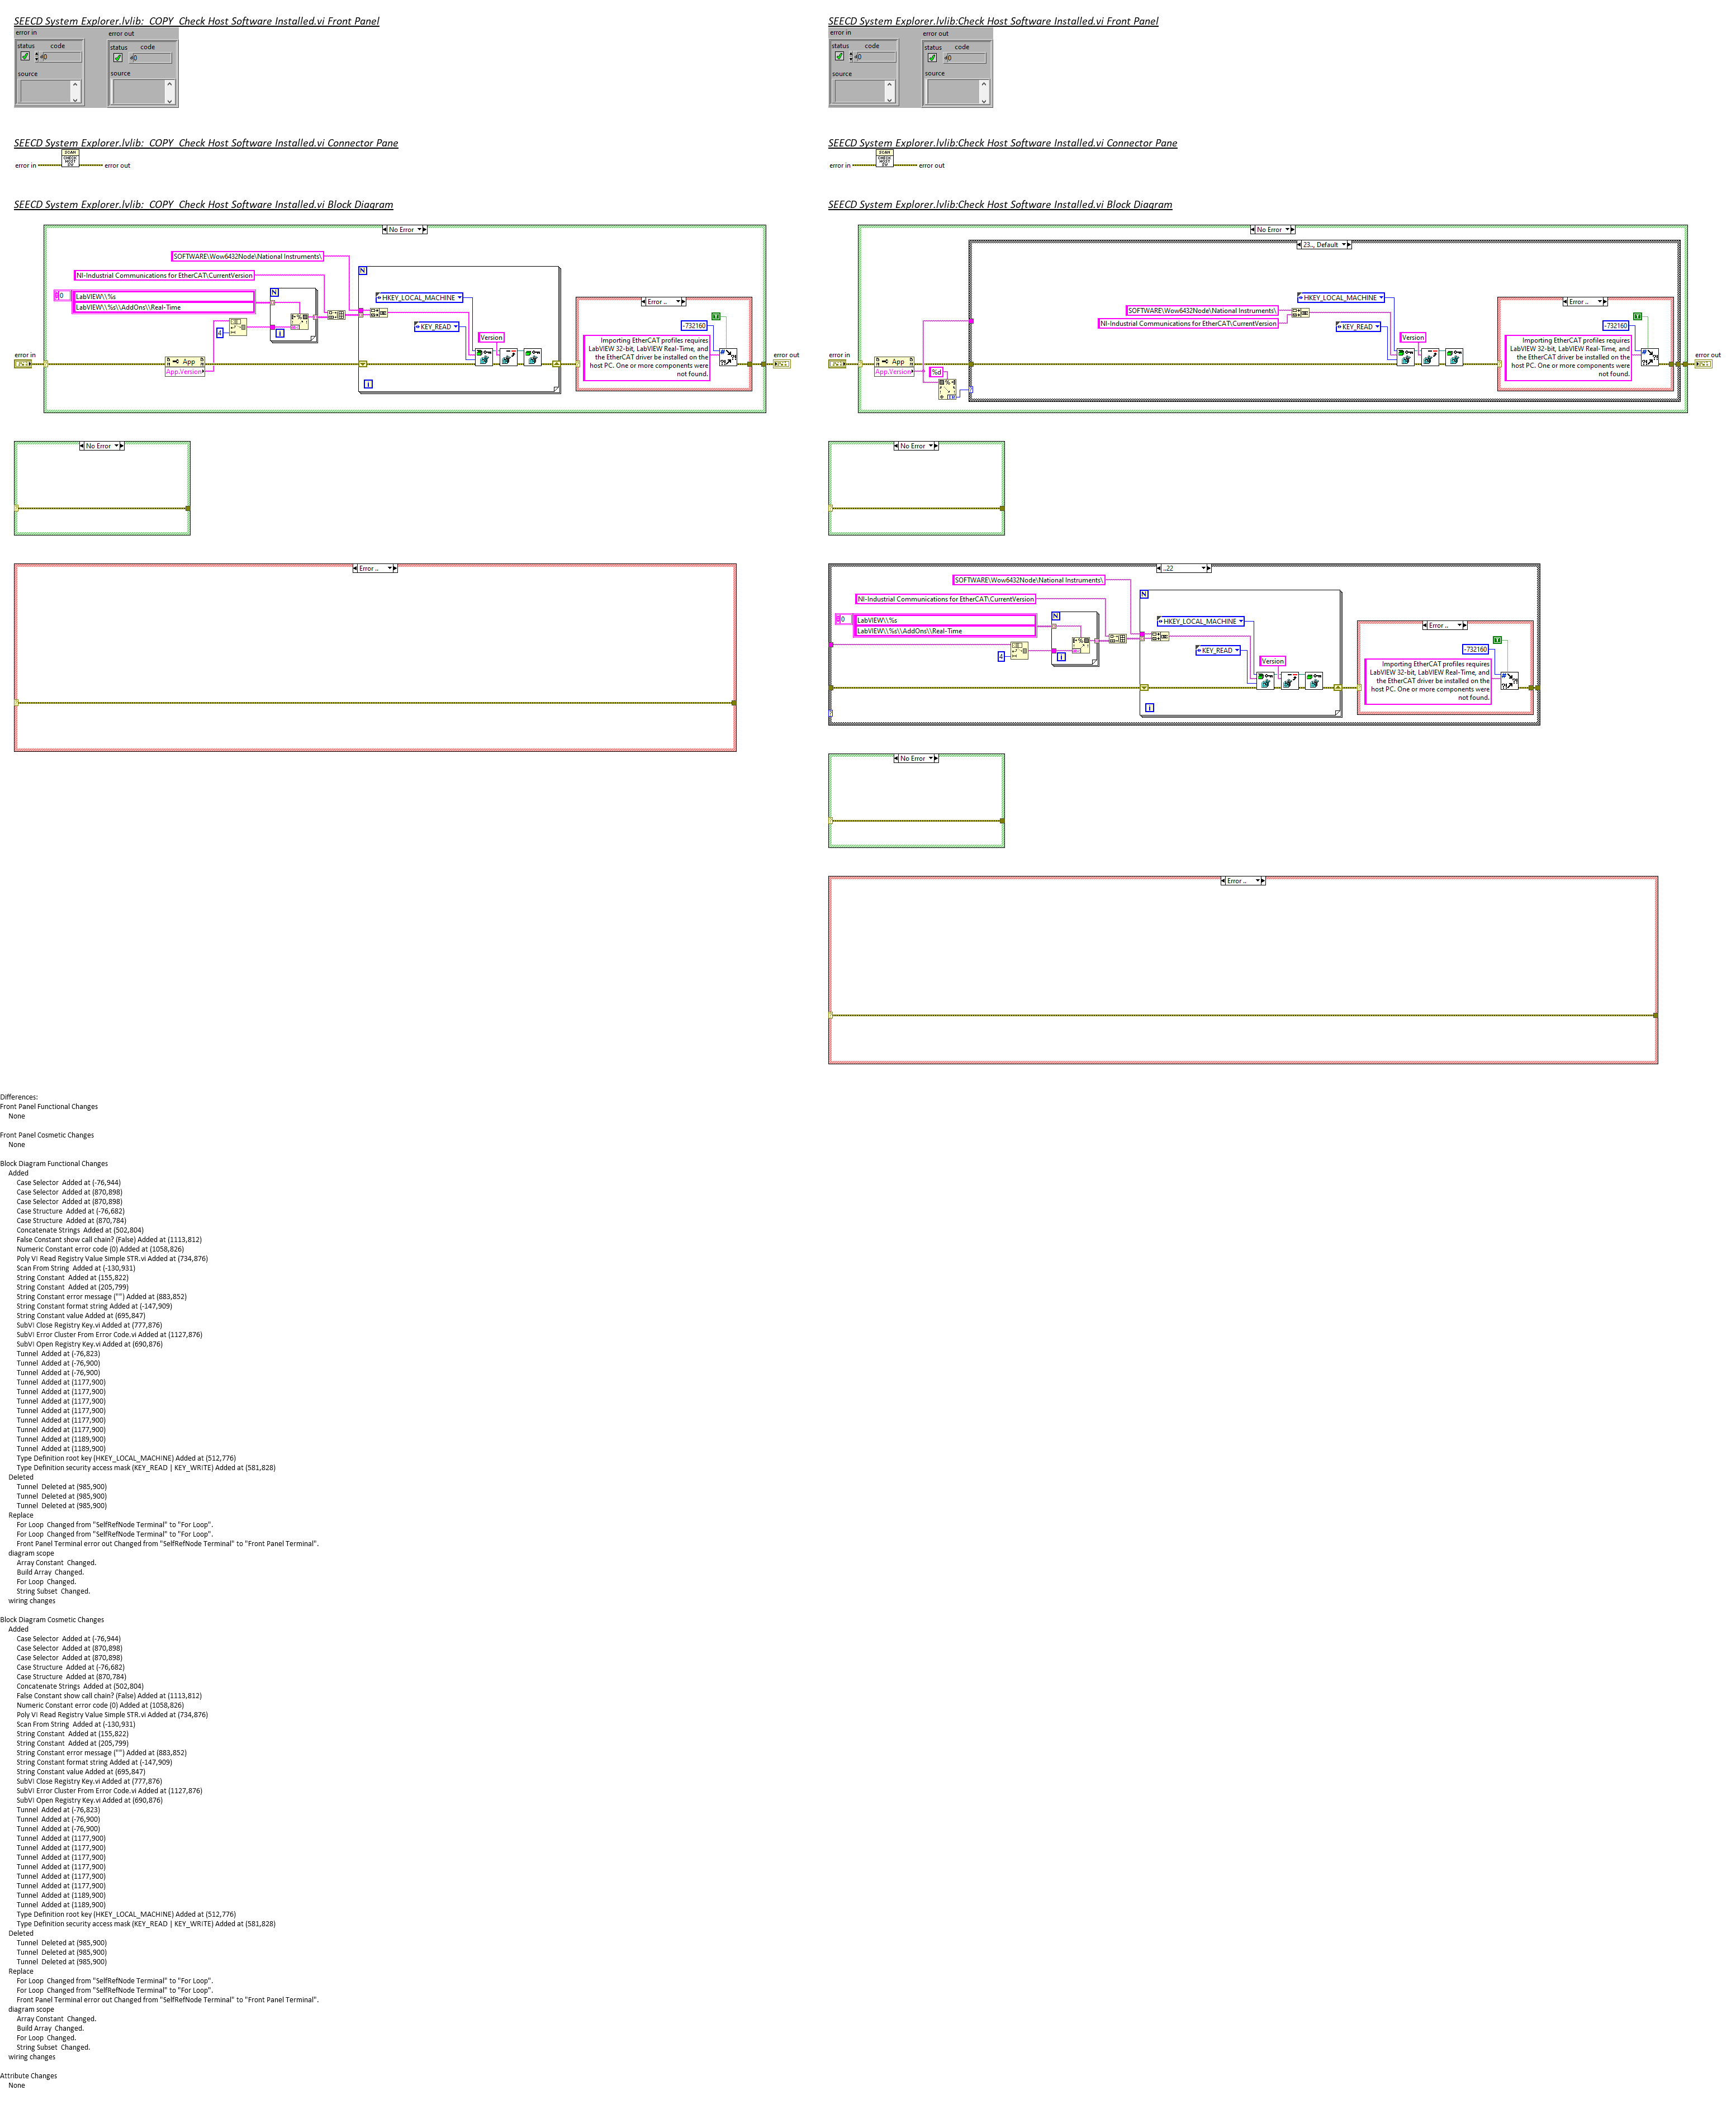 SEECD System Explorer.lvlib:  COPY  Check Host Software Installed.vi Front Panel
error in
error out
status code
status code
0
0
source
source
SEECD System Explorer.lvlib:  COPY  Check Host Software Installed.vi Connector Pane
SCAN
CHECK
HOST
SW
error in
error out
SEECD System Explorer.lvlib:  COPY  Check Host Software Installed.vi Block Diagram
No Error
SOFTWARE\Wow6432Node\National Instruments\
NI-Industrial Communications for EtherCAT\CurrentVersion
0
LabVIEW\\%s
LabVIEW\\%s\\AddOns\\Real-Time
N
N
HKEY_LOCAL_MACHINE
KEY_READ
Version
4
i
i
Error ..
-732160
Importing EtherCAT profiles requires
LabVIEW 32-bit, LabVIEW Real-Time, and
the EtherCAT driver be installed on the
host PC. One or more components were
not found.
error in
App
App.Version
error out
No Error
Error ..
SEECD System Explorer.lvlib:Check Host Software Installed.vi Front Panel
error in
error out
status code
status code
0
0
source
source
SEECD System Explorer.lvlib:Check Host Software Installed.vi Connector Pane
SCAN
CHECK
HOST
SW
error in
error out
SEECD System Explorer.lvlib:Check Host Software Installed.vi Block Diagram
No Error
23.., Default
HKEY_LOCAL_MACHINE
SOFTWARE\Wow6432Node\National Instruments\
NI-Industrial Communications for EtherCAT\CurrentVersion
KEY_READ
Version
Error ..
-732160
Importing EtherCAT profiles requires
LabVIEW 32-bit, LabVIEW Real-Time, and
the EtherCAT driver be installed on the
host PC. One or more components were
not found.
error in
App
App.Version
%d
error out
No Error
..22
SOFTWARE\Wow6432Node\National Instruments\
NI-Industrial Communications for EtherCAT\CurrentVersion
0
LabVIEW\\%s
LabVIEW\\%s\\AddOns\\Real-Time
N
N
HKEY_LOCAL_MACHINE
KEY_READ
Version
4
i
i
Error ..
-732160
Importing EtherCAT profiles requires
LabVIEW 32-bit, LabVIEW Real-Time, and
the EtherCAT driver be installed on the
host PC. One or more components were
not found.
No Error
Error ..
Differences:
Front Panel Functional Changes
None
Front Panel Cosmetic Changes
None
Block Diagram Functional Changes
Added
Case Selector  Added at (-76,944)
Case Selector  Added at (870,898)
Case Selector  Added at (870,898)
Case Structure  Added at (-76,682)
Case Structure  Added at (870,784)
Concatenate Strings  Added at (502,804)
False Constant show call chain? (False) Added at (1113,812)
Numeric Constant error code (0) Added at (1058,826)
Poly VI Read Registry Value Simple STR.vi Added at (734,876)
Scan From String  Added at (-130,931)
String Constant  Added at (155,822)
String Constant  Added at (205,799)
String Constant error message ("") Added at (883,852)
String Constant format string Added at (-147,909)
String Constant value Added at (695,847)
SubVI Close Registry Key.vi Added at (777,876)
SubVI Error Cluster From Error Code.vi Added at (1127,876)
SubVI Open Registry Key.vi Added at (690,876)
Tunnel  Added at (-76,823)
Tunnel  Added at (-76,900)
Tunnel  Added at (-76,900)
Tunnel  Added at (1177,900)
Tunnel  Added at (1177,900)
Tunnel  Added at (1177,900)
Tunnel  Added at (1177,900)
Tunnel  Added at (1177,900)
Tunnel  Added at (1177,900)
Tunnel  Added at (1189,900)
Tunnel  Added at (1189,900)
Type Definition root key (HKEY_LOCAL_MACHINE) Added at (512,776)
Type Definition security access mask (KEY_READ | KEY_WRITE) Added at (581,828)
Deleted
Tunnel  Deleted at (985,900)
Tunnel  Deleted at (985,900)
Tunnel  Deleted at (985,900)
Replace
For Loop  Changed from "SelfRefNode Terminal" to "For Loop".
For Loop  Changed from "SelfRefNode Terminal" to "For Loop".
Front Panel Terminal error out Changed from "SelfRefNode Terminal" to "Front Panel Terminal".
diagram scope
Array Constant  Changed.
Build Array  Changed.
For Loop  Changed.
String Subset  Changed.
wiring changes
Block Diagram Cosmetic Changes
Added
Case Selector  Added at (-76,944)
Case Selector  Added at (870,898)
Case Selector  Added at (870,898)
Case Structure  Added at (-76,682)
Case Structure  Added at (870,784)
Concatenate Strings  Added at (502,804)
False Constant show call chain? (False) Added at (1113,812)
Numeric Constant error code (0) Added at (1058,826)
Poly VI Read Registry Value Simple STR.vi Added at (734,876)
Scan From String  Added at (-130,931)
String Constant  Added at (155,822)
String Constant  Added at (205,799)
String Constant error message ("") Added at (883,852)
String Constant format string Added at (-147,909)
String Constant value Added at (695,847)
SubVI Close Registry Key.vi Added at (777,876)
SubVI Error Cluster From Error Code.vi Added at (1127,876)
SubVI Open Registry Key.vi Added at (690,876)
Tunnel  Added at (-76,823)
Tunnel  Added at (-76,900)
Tunnel  Added at (-76,900)
Tunnel  Added at (1177,900)
Tunnel  Added at (1177,900)
Tunnel  Added at (1177,900)
Tunnel  Added at (1177,900)
Tunnel  Added at (1177,900)
Tunnel  Added at (1177,900)
Tunnel  Added at (1189,900)
Tunnel  Added at (1189,900)
Type Definition root key (HKEY_LOCAL_MACHINE) Added at (512,776)
Type Definition security access mask (KEY_READ | KEY_WRITE) Added at (581,828)
Deleted
Tunnel  Deleted at (985,900)
Tunnel  Deleted at (985,900)
Tunnel  Deleted at (985,900)
Replace
For Loop  Changed from "SelfRefNode Terminal" to "For Loop".
For Loop  Changed from "SelfRefNode Terminal" to "For Loop".
Front Panel Terminal error out Changed from "SelfRefNode Terminal" to "Front Panel Terminal".
diagram scope
Array Constant  Changed.
Build Array  Changed.
For Loop  Changed.
String Subset  Changed.
wiring changes
Attribute Changes
None